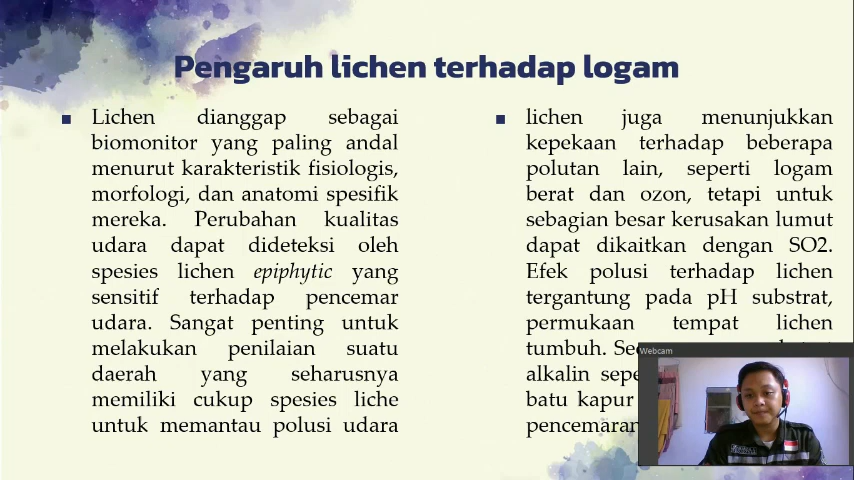 Pengaruh lichen terhadap logam
Lichen dianggap sebagai
biomonitor yang paling andal
menurut karakteristik fisiologis,
morfologi, dan anatomi spesifik
mereka. Perubahan kualitas
udara dapat dideteksi oleh
spesies lichen epiphytic yang
sensitif terhadap pencemar
udara. Sangat penting untuk
melakukan penilaian suatu
daerah yang seharusnya
memiliki cukup spesies liche
untuk memantau polusi udara
lichen juga menunjukkan
kepekaan terhadap beberapa
polutan lain, seperti logam
berat dan ozon, tetapi untuk
sebagian besar kerusakan lumut
dapat dikaitkan dengan SO2.
Efek polusi terhadap lichen
tergantung pada pH substrat,
permukaan tempat lichen
tumbuh.
alkalin
batu kapur
pencemaran
Webcam